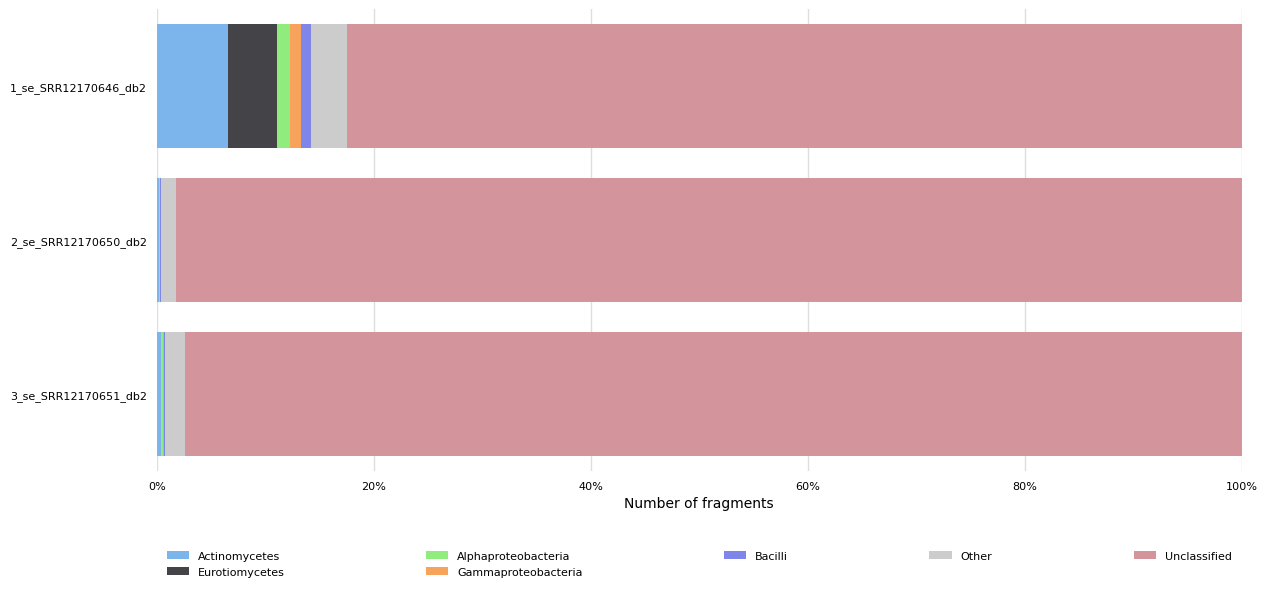 1_se_SRR12170646_db2
2_se_SRR12170650_db2
3_se_SRR12170651_db2
0% 20% 40% 60% 80% 100%
Number of fragments
Actinomycetes Alphaproteobacteria Bacilli Other Unclassified
Eurotiomycetes Gammaproteobacteria